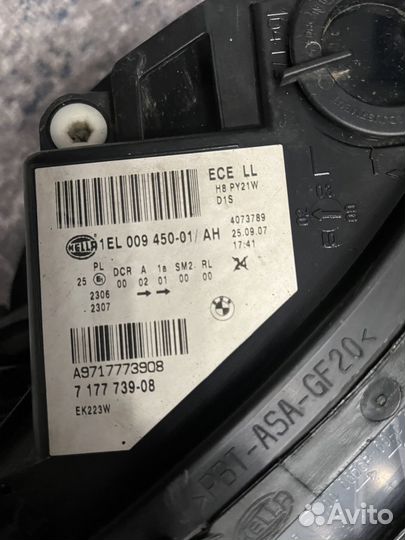 ECE LL
H8 PY21W
D1S
HELLA
1EL 009 450-01/ AH
4073789
25.09.07
17:41
PL DCR A 1a SM2. RL
25 E1 00 02 01 00 00
2306
2307
24
A9717773908
7 177 739-08
EK223W
>PBT-ASA-GF20<
HELLA
L
Avito